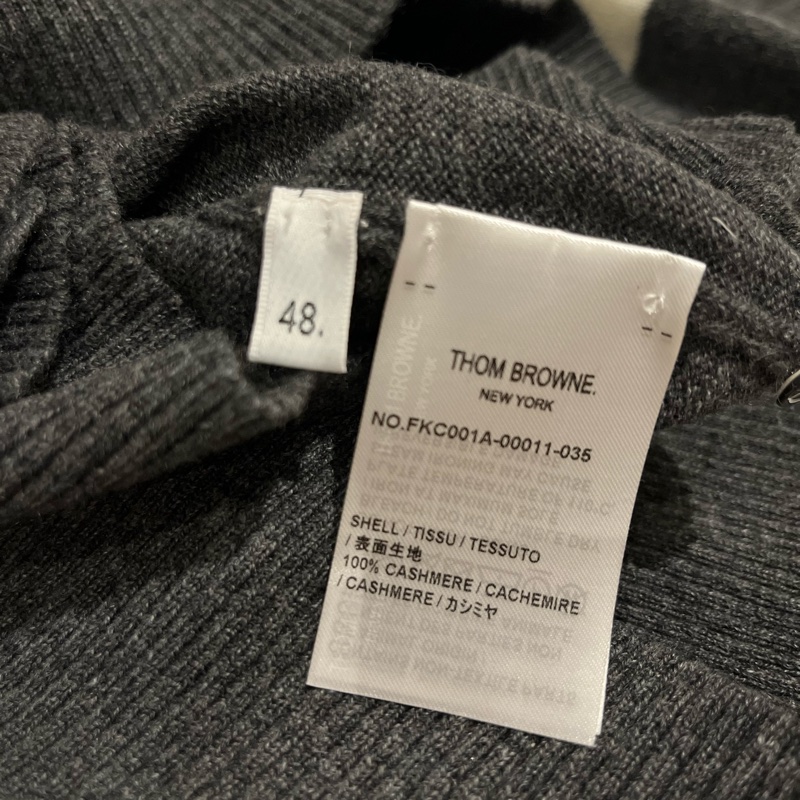 48.
THOM BROWNE.
NEW YORK
NO.FKC001A-00011-035
SHELL / TISSU / TESSUTO
/ 表面生地
100% CASHMERE / CACHEMIRE
/ CASHMERE / カシミヤ